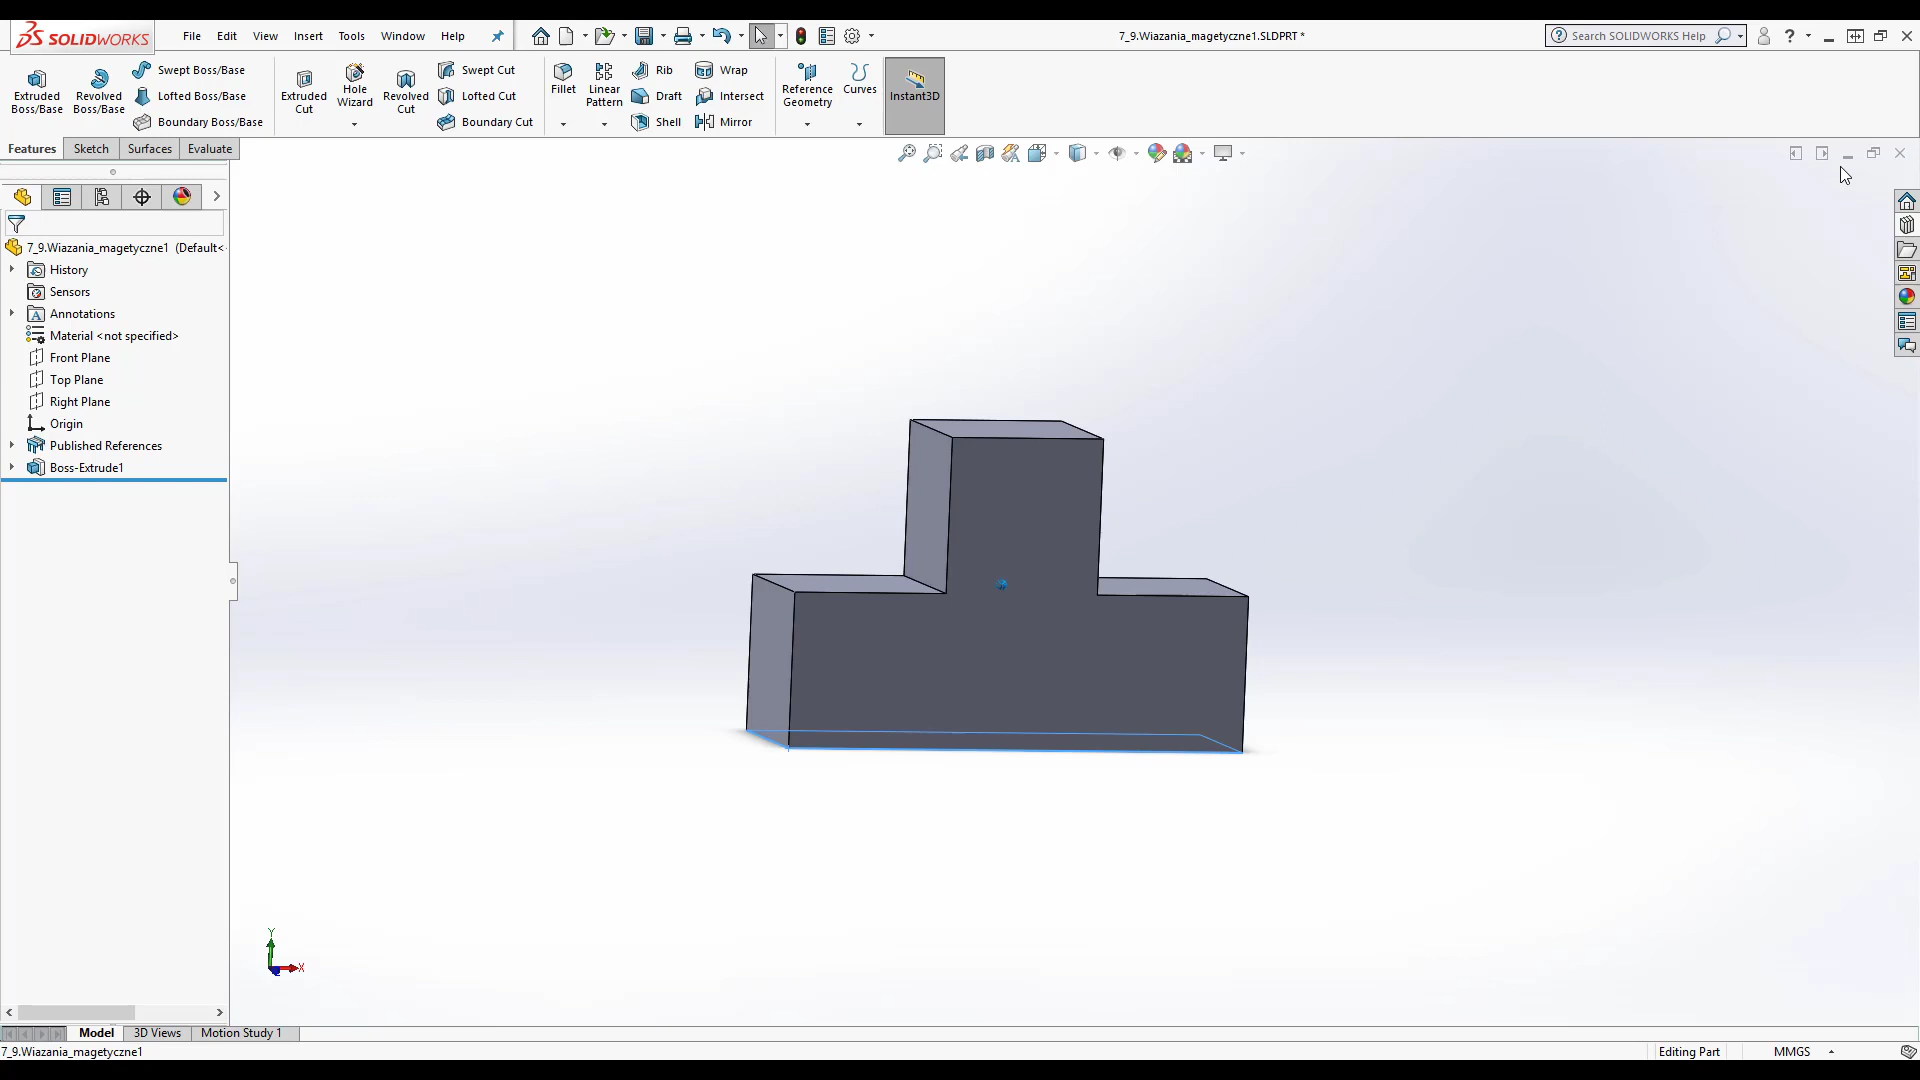 SOLIDWORKS
File Edit View Insert Tools Window Help
7_9.Wiazania_magetyczne1.SLDPRT *
Search SOLIDWORKS Help
Extruded Boss/Base
Revolved Boss/Base
Swept Boss/Base
Lofted Boss/Base
Boundary Boss/Base
Extruded Cut
Hole Wizard
Revolved Cut
Swept Cut
Lofted Cut
Boundary Cut
Fillet
Linear Pattern
Rib
Draft
Shell
Wrap
Intersect
Mirror
Reference Geometry
Curves
Instant3D
Features Sketch Surfaces Evaluate
7_9.Wiazania_magetyczne1 (Default<
History
Sensors
Annotations
Material <not specified>
Front Plane
Top Plane
Right Plane
Origin
Published References
Boss-Extrude1
Y
X
Model 3D Views Motion Study 1
7_9.Wiazania_magetyczne1
Editing Part
MMGS